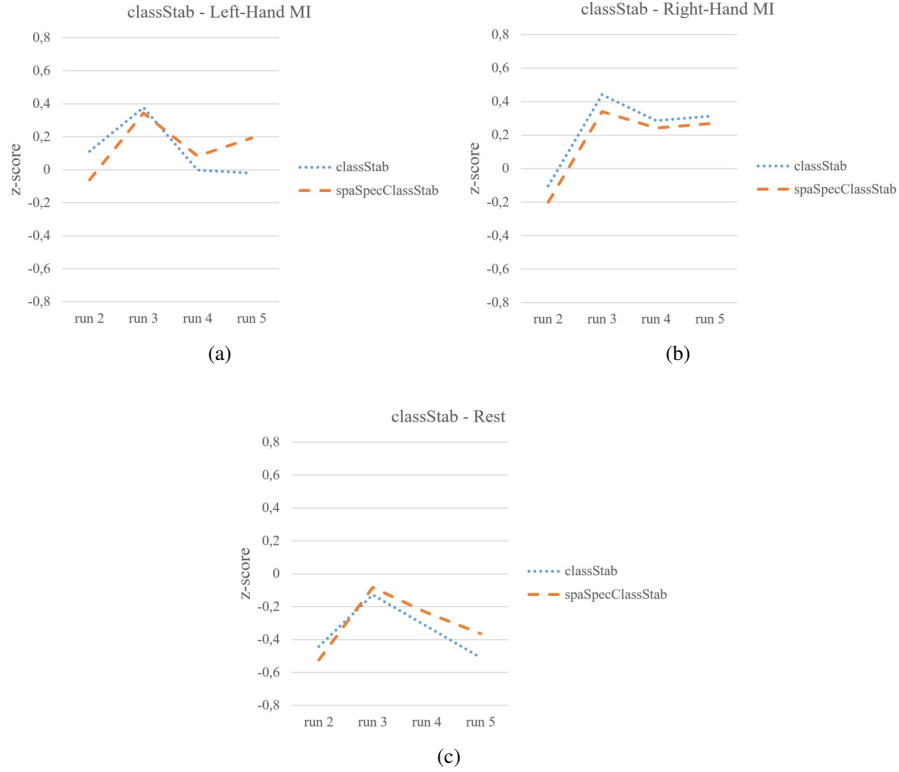 classStab - Left-Hand MI
0,8
0,6
0,4
0,2
0
-0,2
-0,4
-0,6
-0,8
z-score
run 2 run 3 run 4 run 5
classStab
spaSpecClassStab
(a)
classStab - Right-Hand MI
0,8
0,6
0,4
0,2
0
-0,2
-0,4
-0,6
-0,8
z-score
run 2 run 3 run 4 run 5
classStab
spaSpecClassStab
(b)
classStab - Rest
0,8
0,6
0,4
0,2
0
-0,2
-0,4
-0,6
-0,8
z-score
run 2 run 3 run 4 run 5
classStab
spaSpecClassStab
(c)